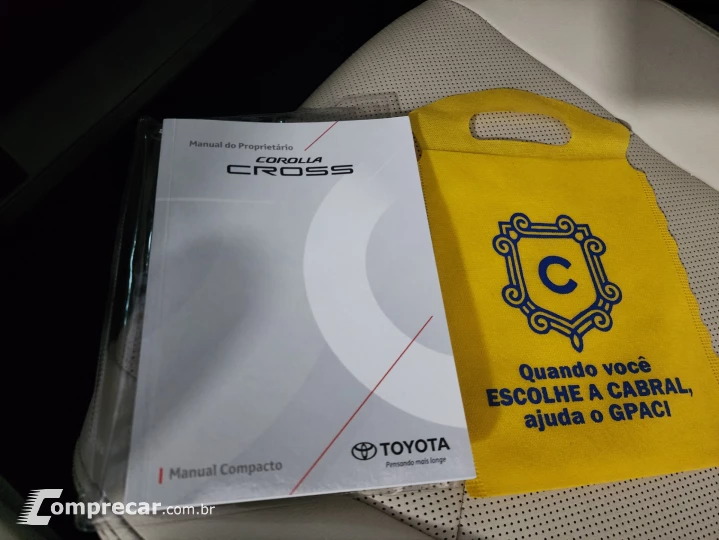 Manual do Proprietário
COROLLA
CROSS
Manual Compacto
TOYOTA
Pensando mais longe
C
Quando você
ESCOLHE A CABRAL,
ajuda o GPACI
Comprecar.com.br